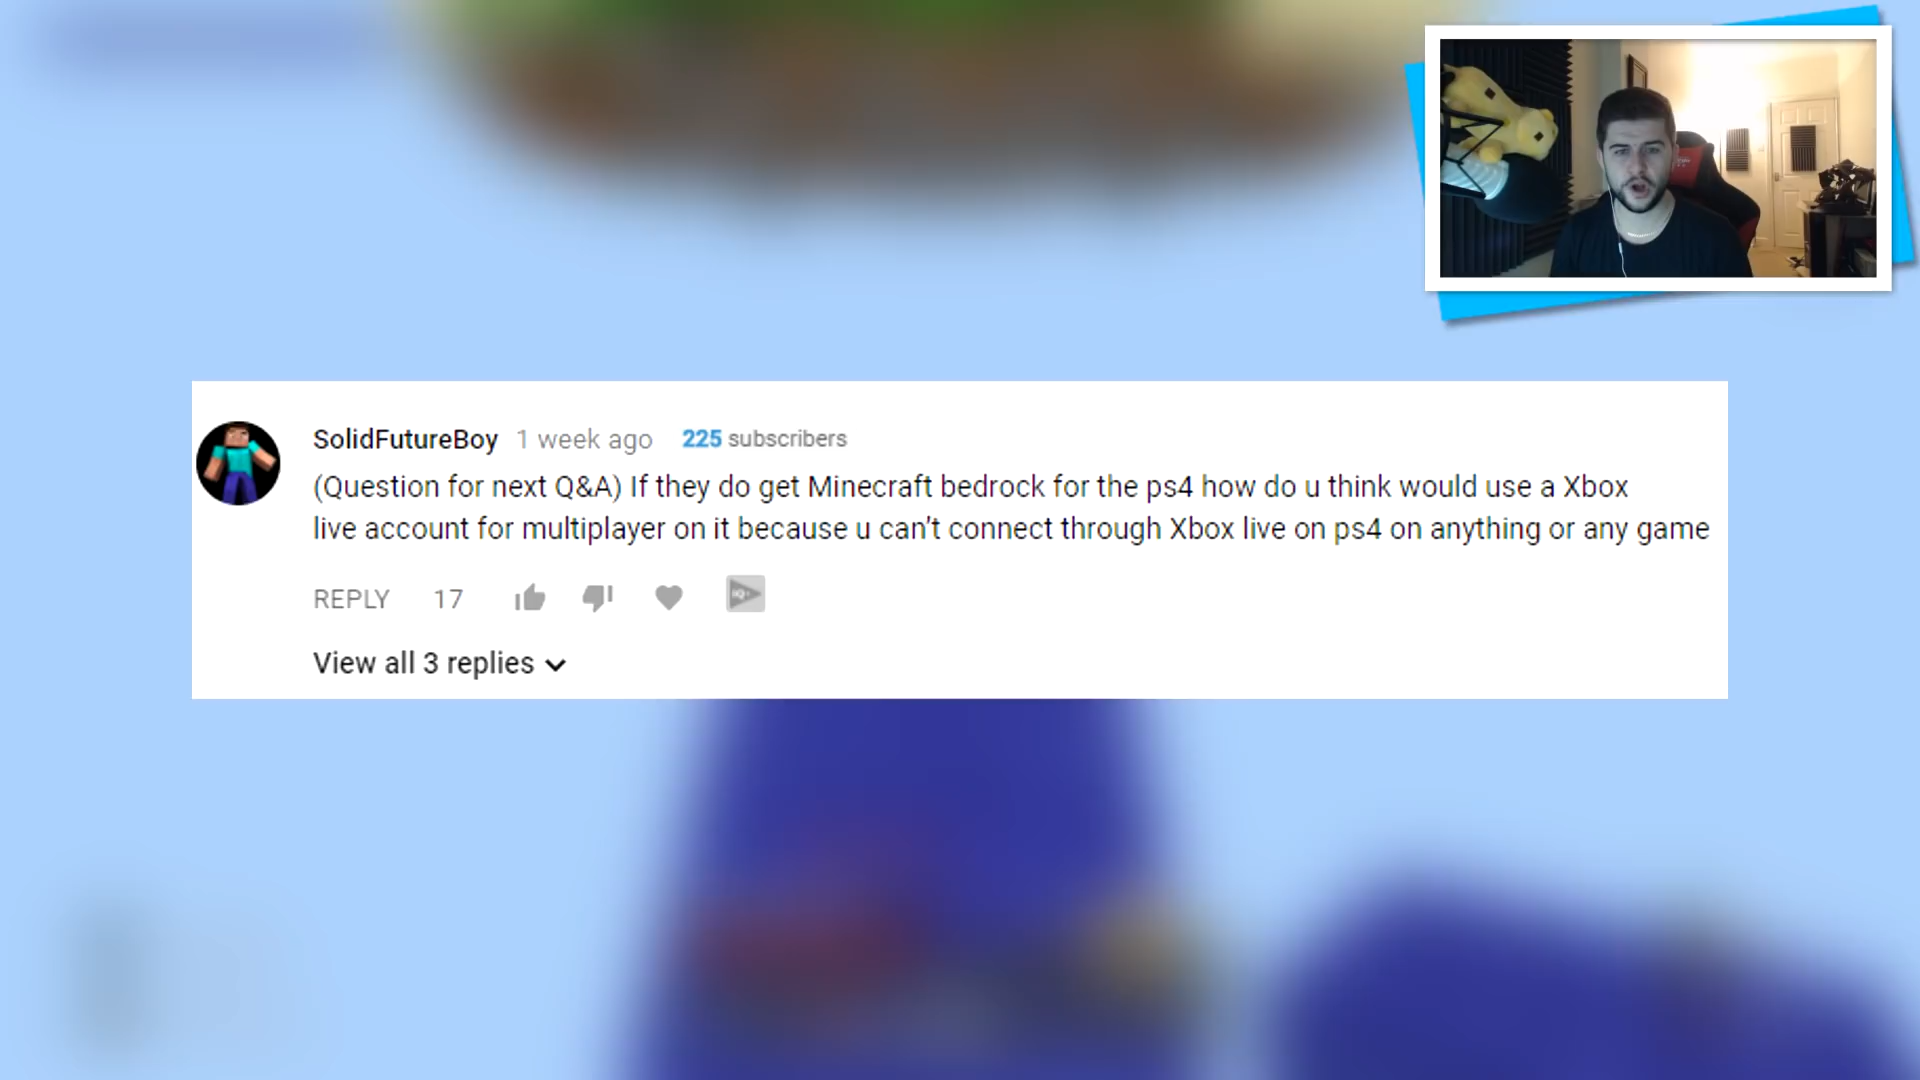 SolidFutureBoy 1 week ago 225 subscribers
(Question for next Q&A) If they do get Minecraft bedrock for the ps4 how do u think would use a Xbox
live account for multiplayer on it because u can't connect through Xbox live on ps4 on anything or any game
REPLY 17
View all 3 replies